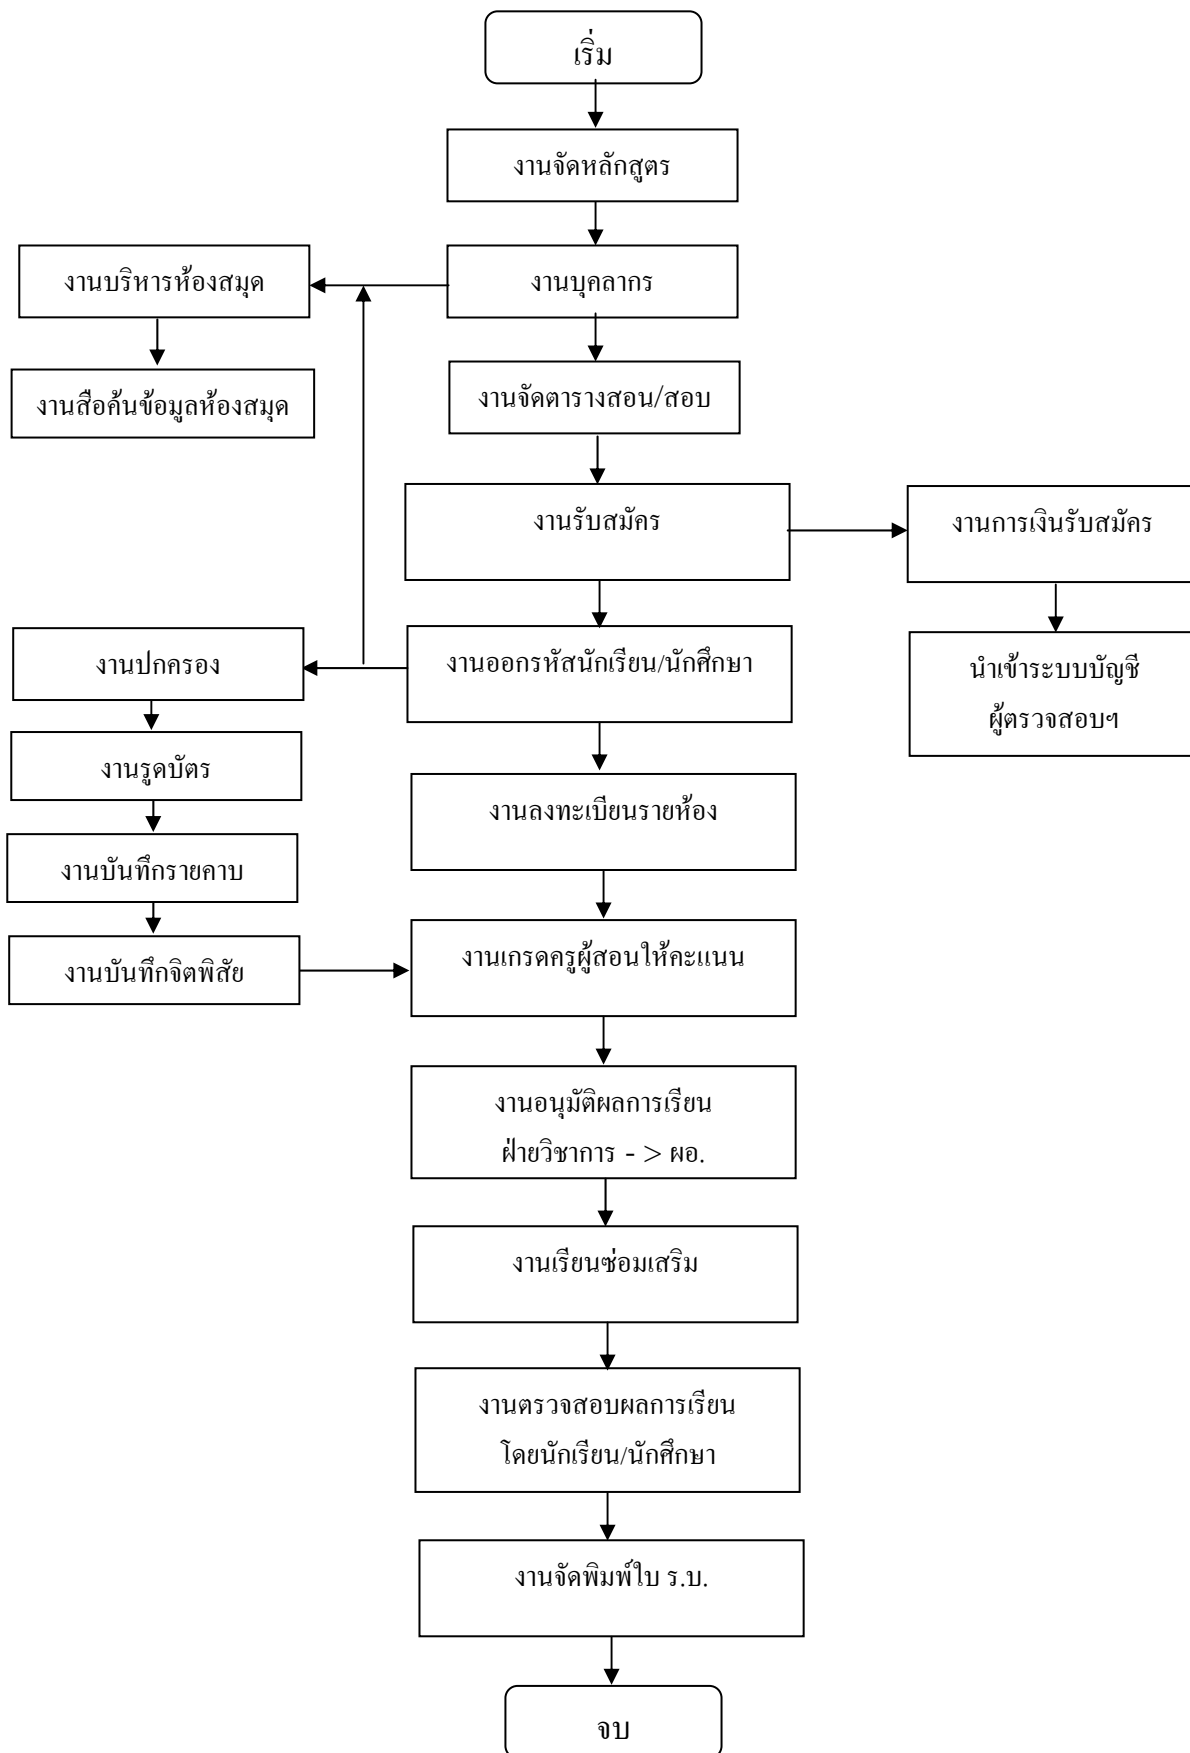 เริ่ม
งานจัดหลักสูตร
งานบริหารห้องสมุด
งานบุคลากร
งานสือค้นข้อมูลห้องสมุด
งานจัดตารางสอน/สอบ
งานรับสมัคร
งานการเงินรับสมัคร
งานปกครอง
งานออกรหัสนักเรียน/นักศึกษา
นำเข้าระบบบัญชี
ผู้ตรวจสอบฯ
งานรูดบัตร
งานลงทะเบียนรายห้อง
งานบันทึกรายคาบ
งานบันทึกจิตพิสัย
งานเกรดครูผู้สอนให้คะแนน
งานอนุมัติผลการเรียน
ฝ่ายวิชาการ - > ผอ.
งานเรียนซ่อมเสริม
งานตรวจสอบผลการเรียน
โดยนักเรียน/นักศึกษา
งานจัดพิมพ์ใบ ร.บ.
จบ